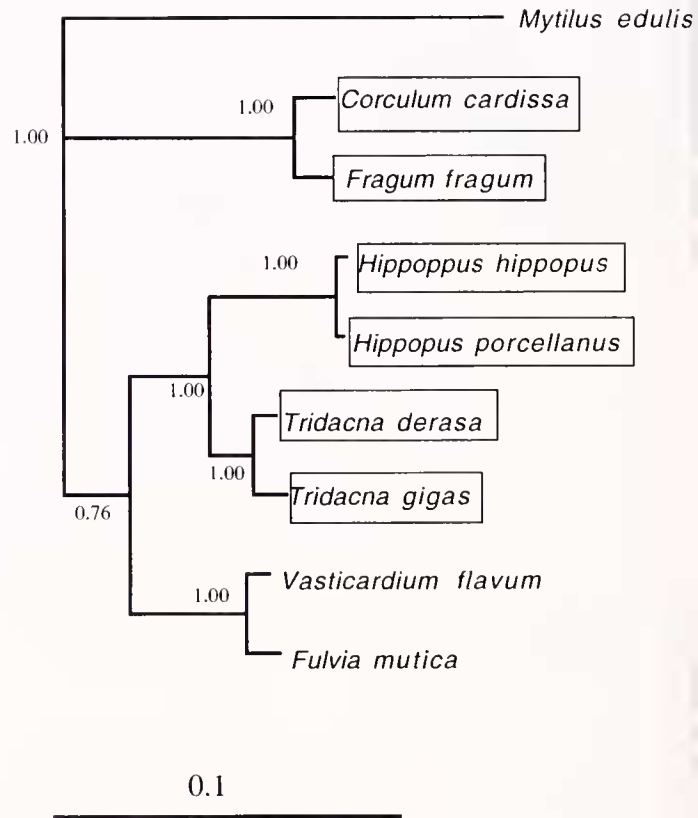 Mytilus edulis
1.00
Corculum cardissa
1.00
Fragum fragum
1.00
Hippoppus hippopus
Hippopus porcellanus
1.00
Tridacna derasa
1.00
Tridacna gigas
0.76
Vasticardium flavum
1.00
Fulvia mutica
0.1